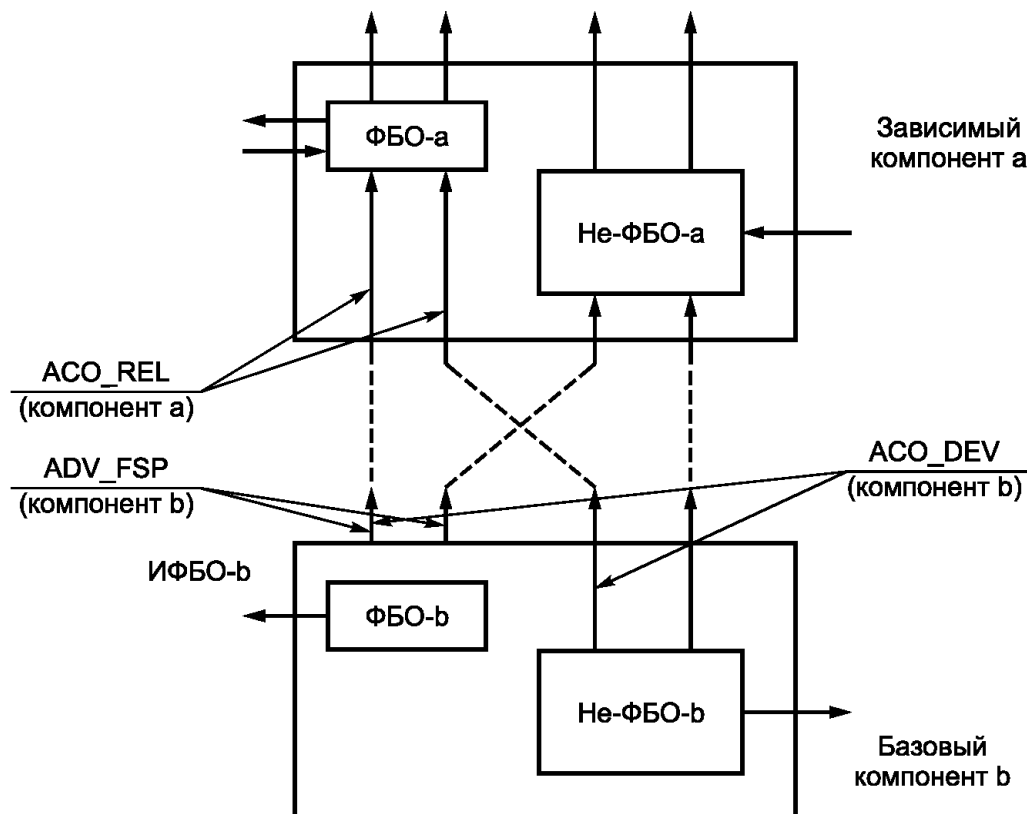 ФБО-а
Зависимый
компонент а
Не-ФБО-а
ACO_REL
(компонент а)
ADV_FSP
(компонент b)
ACO_DEV
(компонент b)
ИФБО-b
ФБО-b
Не-ФБО-b
Базовый
компонент b